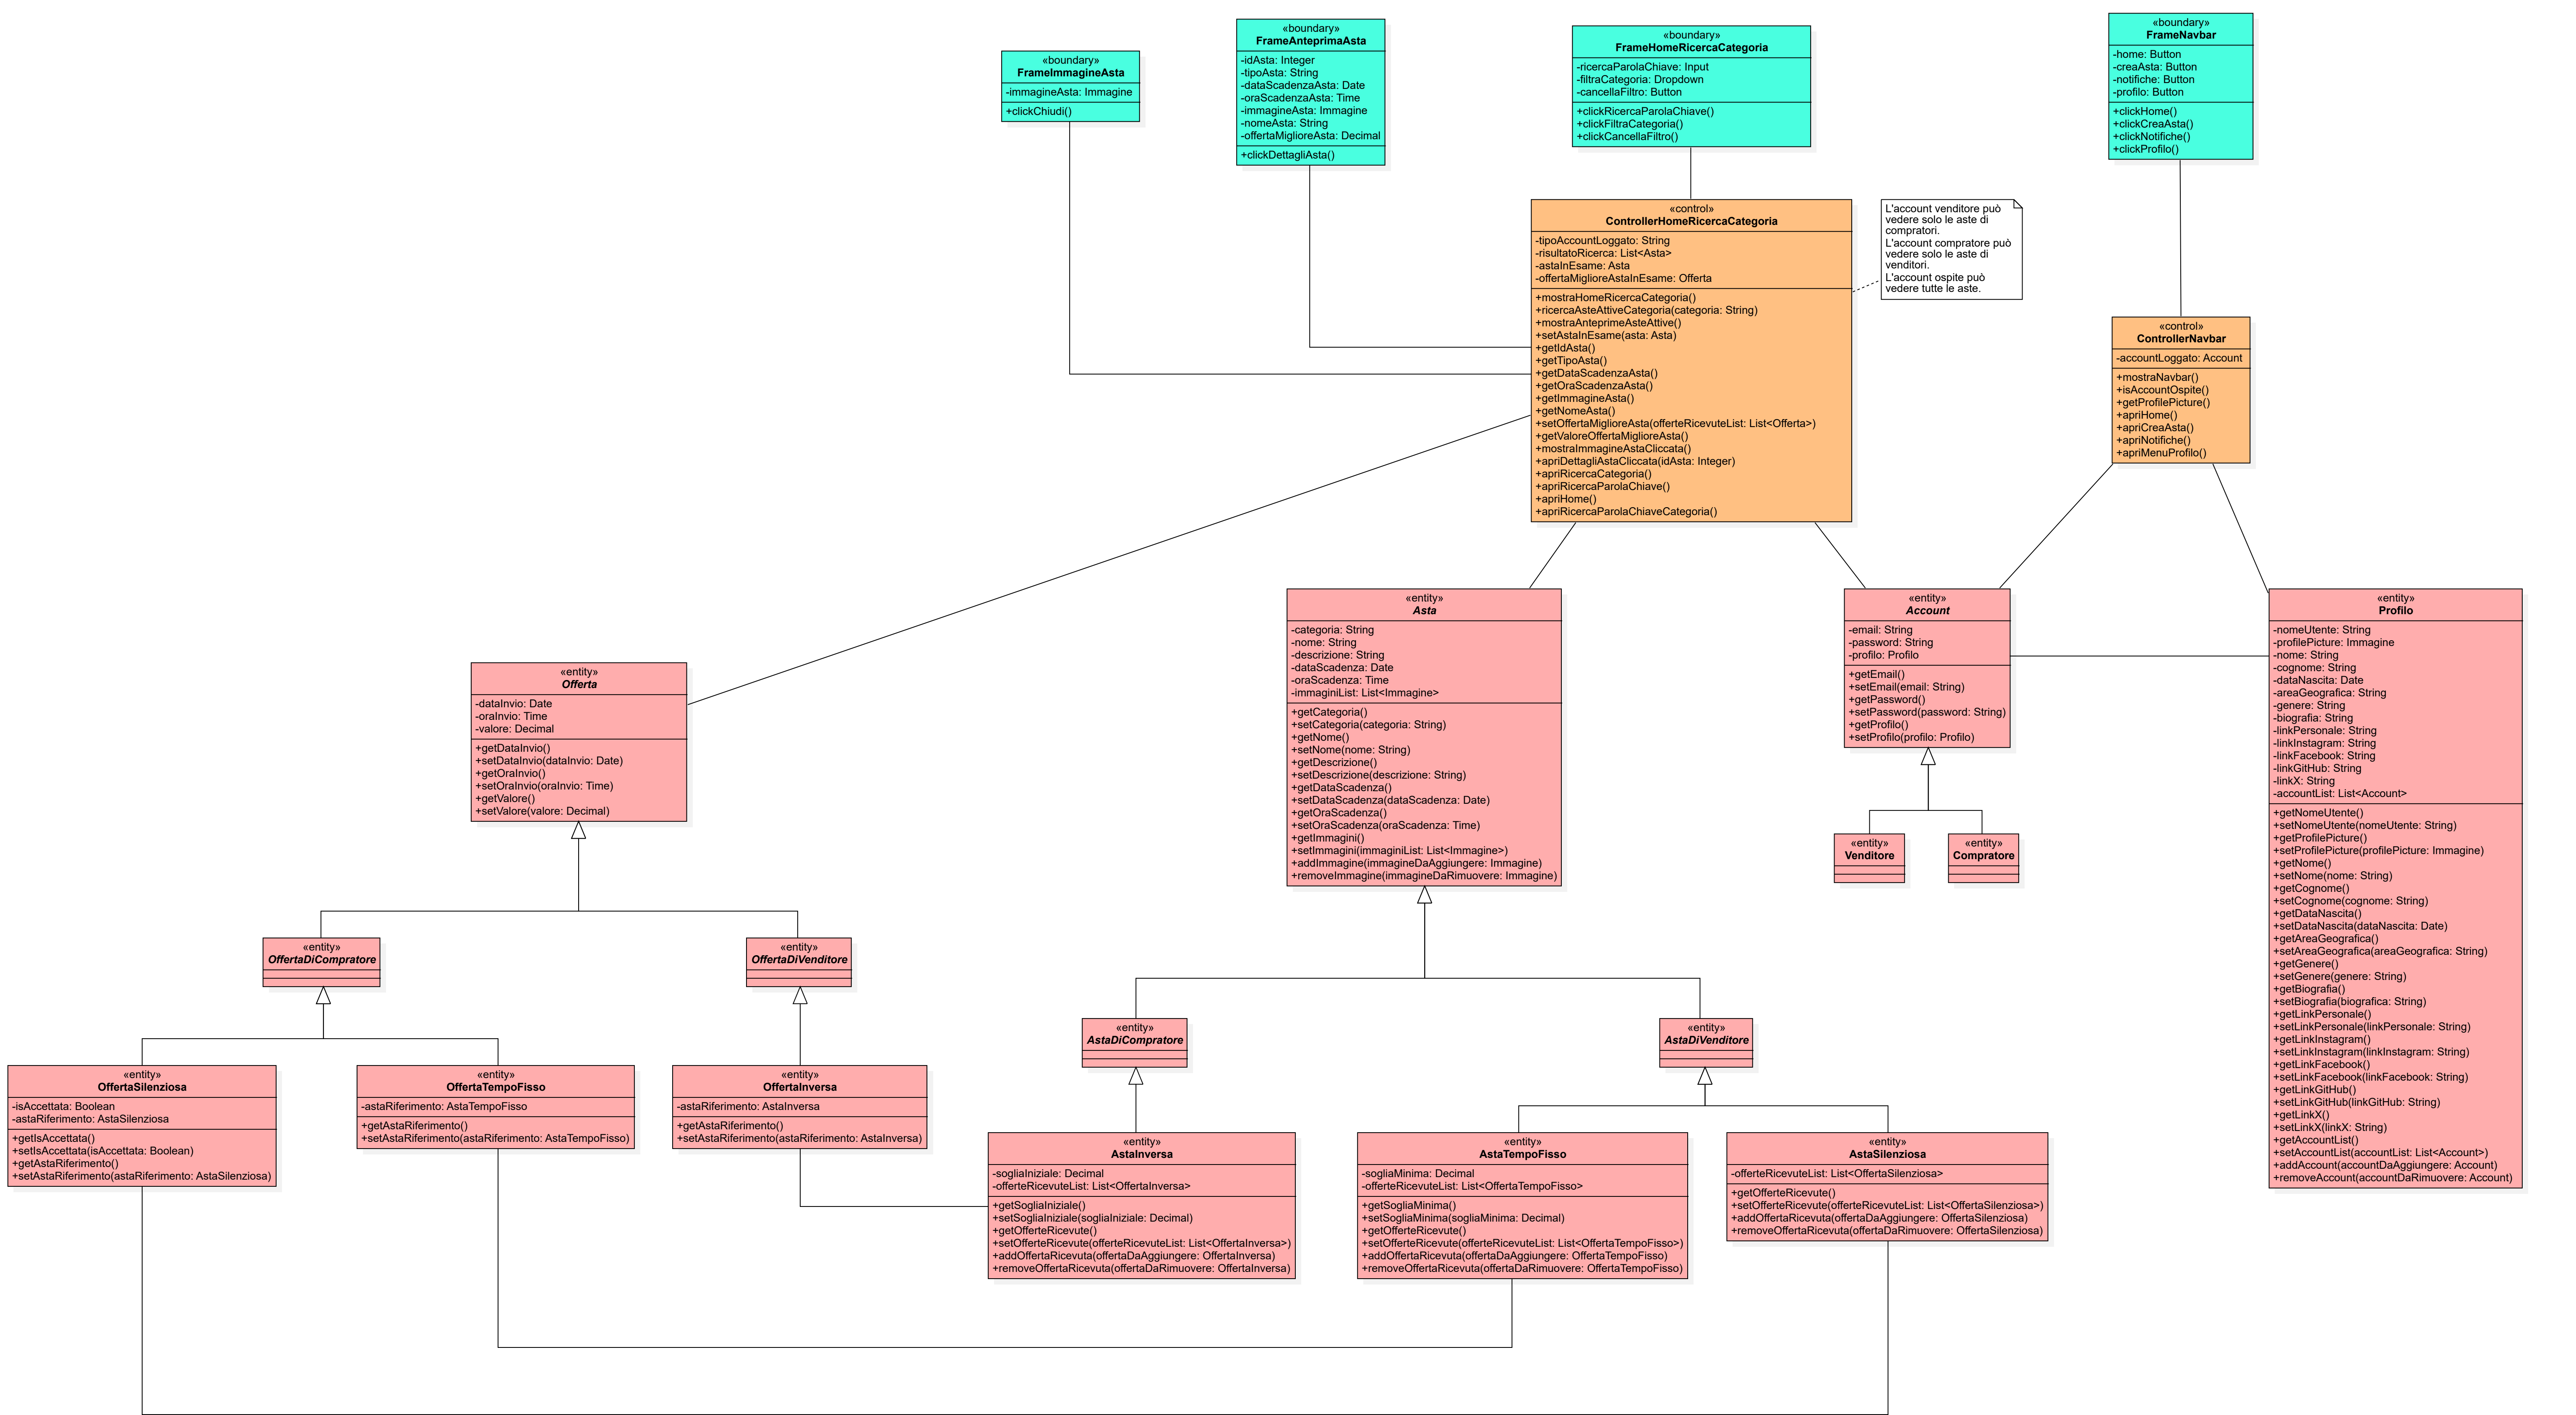 «boundary»
FrameImmagineAsta
-immagineAsta: Immagine
+clickChiudi()
«boundary»
FrameAnteprimaAsta
-idAsta: Integer
-tipoAsta: String
-dataScadenzaAsta: Date
-oraScadenzaAsta: Time
-immagineAsta: Immagine
-nomeAsta: String
-offertaMiglioreAsta: Decimal
+clickDettagliAsta()
«boundary»
FrameHomeRicercaCategoria
-ricercaParolaChiave: Input
-filtraCategoria: Dropdown
-cancellaFiltro: Button
+clickRicercaParolaChiave()
+clickFiltraCategoria()
+clickCancellaFiltro()
«boundary»
FrameNavbar
-home: Button
-creaAsta: Button
-notifiche: Button
-profilo: Button
+clickHome()
+clickCreaAsta()
+clickNotifiche()
+clickProfilo()
«control»
ControllerHomeRicercaCategoria
-tipoAccountLoggato: String
-risultatoRicerca: List<Asta>
-astaInEsame: Asta
-offertaMiglioreAstaInEsame: Offerta
+mostraHomeRicercaCategoria()
+ricercaAsteAttiveCategoria(categoria: String)
+mostraAnteprimeAsteAttive()
+setAstaInEsame(asta: Asta)
+getIdAsta()
+getTipoAsta()
+getDataScadenzaAsta()
+getOraScadenzaAsta()
+getImmagineAsta()
+getNomeAsta()
+setOffertaMiglioreAsta(offerteRicevuteList: List<Offerta>)
+getValoreOffertaMiglioreAsta()
+mostraImmagineAstaCliccata()
+apriDettagliAstaCliccata(idAsta: Integer)
+apriRicercaCategoria()
+apriRicercaParolaChiave()
+apriHome()
+apriRicercaParolaChiaveCategoria()
L'account venditore può
vedere solo le aste di
compratori.
L'account compratore può
vedere solo le aste di
venditori.
L'account ospite può
vedere tutte le aste.
«control»
ControllerNavbar
-accountLoggato: Account
+mostraNavbar()
+isAccountOspite()
+getProfilePicture()
+apriHome()
+apriCreaAsta()
+apriNotifiche()
+apriMenuProfilo()
«entity»
Offerta
-dataInvio: Date
-oraInvio: Time
-valore: Decimal
+getDataInvio()
+setDataInvio(dataInvio: Date)
+getOraInvio()
+setOraInvio(oraInvio: Time)
+getValore()
+setValore(valore: Decimal)
«entity»
Asta
-categoria: String
-nome: String
-descrizione: String
-dataScadenza: Date
-oraScadenza: Time
-immaginiList: List<Immagine>
+getCategoria()
+setCategoria(categoria: String)
+getNome()
+setNome(nome: String)
+getDescrizione()
+setDescrizione(descrizione: String)
+getDataScadenza()
+setDataScadenza(dataScadenza: Date)
+getOraScadenza()
+setOraScadenza(oraScadenza: Time)
+getImmagini()
+setImmagini(immaginiList: List<Immagine>)
+addImmagine(immagineDaAggiungere: Immagine)
+removeImmagine(immagineDaRimuovere: Immagine)
«entity»
Account
-email: String
-password: String
-profilo: Profilo
+getEmail()
+setEmail(email: String)
+getPassword()
+setPassword(password: String)
+getProfilo()
+setProfilo(profilo: Profilo)
«entity»
Venditore
«entity»
Compratore
«entity»
Profilo
-nomeUtente: String
-profilePicture: Immagine
-nome: String
-cognome: String
-dataNascita: Date
-areaGeografica: String
-genere: String
-biografia: String
-linkPersonale: String
-linkInstagram: String
-linkFacebook: String
-linkGitHub: String
-linkX: String
-accountList: List<Account>
+getNomeUtente()
+setNomeUtente(nomeUtente: String)
+getProfilePicture()
+setProfilePicture(profilePicture: Immagine)
+getNome()
+setNome(nome: String)
+getCognome()
+setCognome(cognome: String)
+getDataNascita()
+setDataNascita(dataNascita: Date)
+getAreaGeografica()
+setAreaGeografica(areaGeografica: String)
+getGenere()
+setGenere(genere: String)
+getBiografia()
+setBiografia(biografica: String)
+getLinkPersonale()
+setLinkPersonale(linkPersonale: String)
+getLinkInstagram()
+setLinkInstagram(linkInstagram: String)
+getLinkFacebook()
+setLinkFacebook(linkFacebook: String)
+getLinkGitHub()
+setLinkGitHub(linkGitHub: String)
+getLinkX()
+setLinkX(linkX: String)
+getAccountList()
+setAccountList(accountList: List<Account>)
+addAccount(accountDaAggiungere: Account)
+removeAccount(accountDaRimuovere: Account)
«entity»
OffertaDiCompratore
«entity»
OffertaDiVenditore
«entity»
AstaDiCompratore
«entity»
AstaDiVenditore
«entity»
OffertaSilenziosa
-isAccettata: Boolean
-astaRiferimento: AstaSilenziosa
+getIsAccettata()
+setIsAccettata(isAccettata: Boolean)
+getAstaRiferimento()
+setAstaRiferimento(astaRiferimento: AstaSilenziosa)
«entity»
OffertaTempoFisso
-astaRiferimento: AstaTempoFisso
+getAstaRiferimento()
+setAstaRiferimento(astaRiferimento: AstaTempoFisso)
«entity»
OffertaInversa
-astaRiferimento: AstaInversa
+getAstaRiferimento()
+setAstaRiferimento(astaRiferimento: AstaInversa)
«entity»
AstaInversa
-sogliaIniziale: Decimal
-offerteRicevuteList: List<OffertaInversa>
+getSogliaIniziale()
+setSogliaIniziale(sogliaIniziale: Decimal)
+getOfferteRicevute()
+setOfferteRicevute(offerteRicevuteList: List<OffertaInversa>)
+addOffertaRicevuta(offertaDaAggiungere: OffertaInversa)
+removeOffertaRicevuta(offertaDaRimuovere: OffertaInversa)
«entity»
AstaTempoFisso
-sogliaMinima: Decimal
-offerteRicevuteList: List<OffertaTempoFisso>
+getSogliaMinima()
+setSogliaMinima(sogliaMinima: Decimal)
+getOfferteRicevute()
+setOfferteRicevute(offerteRicevuteList: List<OffertaTempoFisso>)
+addOffertaRicevuta(offertaDaAggiungere: OffertaTempoFisso)
+removeOffertaRicevuta(offertaDaRimuovere: OffertaTempoFisso)
«entity»
AstaSilenziosa
-offerteRicevuteList: List<OffertaSilenziosa>
+getOfferteRicevute()
+setOfferteRicevute(offerteRicevuteList: List<OffertaSilenziosa>)
+addOffertaRicevuta(offertaDaAggiungere: OffertaSilenziosa)
+removeOffertaRicevuta(offertaDaRimuovere: OffertaSilenziosa)